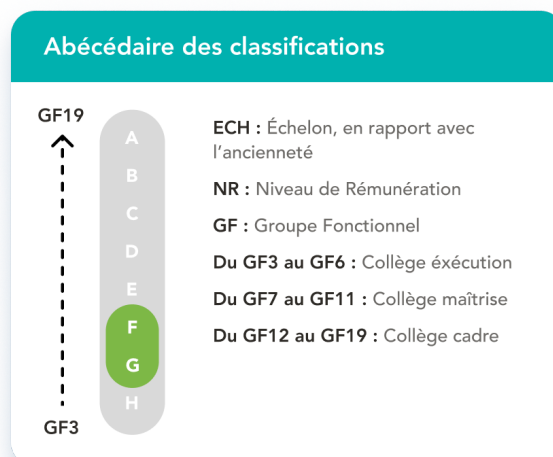 Abécédaire des classifications
GF19
A
B
C
D
E
F
G
H
GF3
ECH : Échelon, en rapport avec
l'ancienneté
NR : Niveau de Rémunération
GF : Groupe Fonctionnel
Du GF3 au GF6 : Collège éxécution
Du GF7 au GF11 : Collège maîtrise
Du GF12 au GF19 : Collège cadre